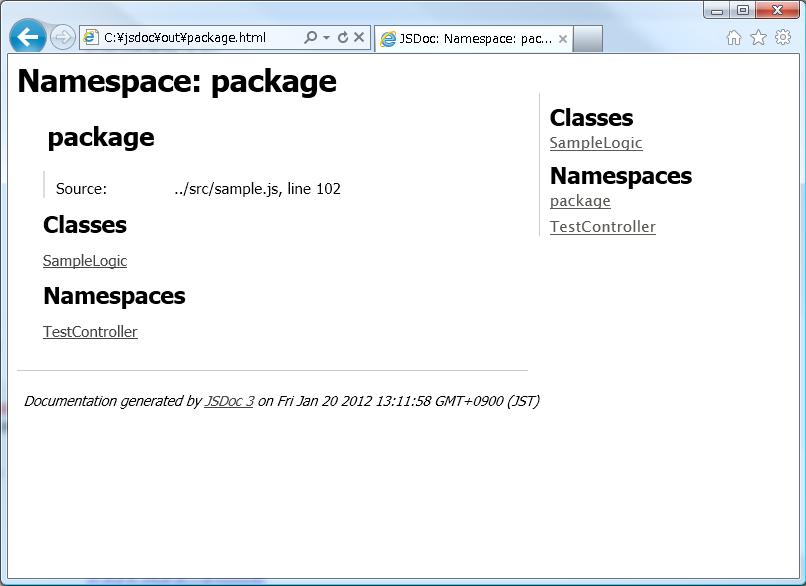 C:¥jsdoc¥out¥package.html
JSDoc: Namespace: pac...
Namespace: package
package
Source: ../src/sample.js, line 102
Classes
SampleLogic
Namespaces
TestController
Documentation generated by JSDoc 3 on Fri Jan 20 2012 13:11:58 GMT+0900 (JST)
Classes
SampleLogic
Namespaces
package
TestController